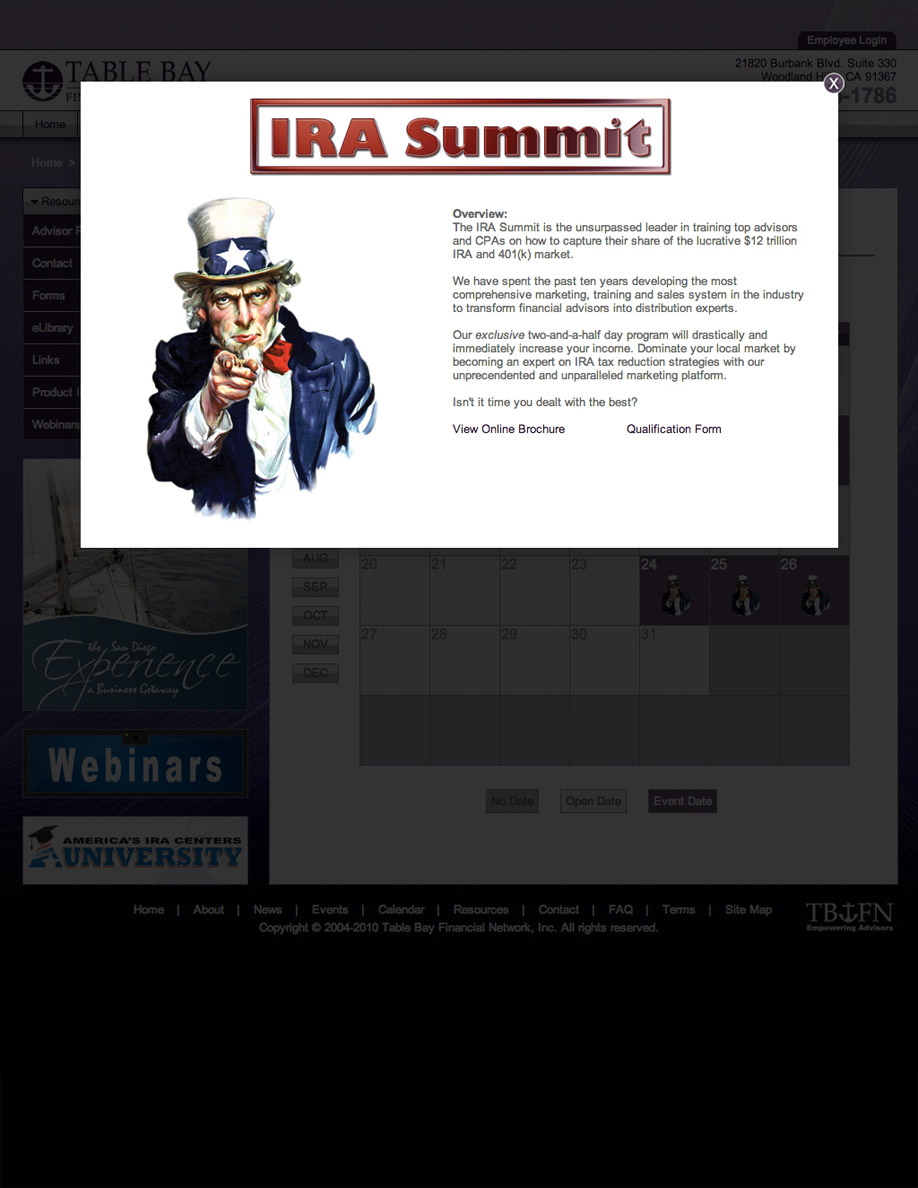 Employee Login
TABLE BAY
21820 Burbank Blvd. Suite 330
Woodland CA 91367
-1786
Home
Home >
IRA Summit
X
Overview:
The IRA Summit is the unsurpassed leader in training top advisors
and CPAs on how to capture their share of the lucrative $12 trillion
IRA and 401(k) market.
We have spent the past ten years developing the most
comprehensive marketing, training and sales system in the industry
to transform financial advisors into distribution experts.
Our exclusive two-and-a-half day program will drastically and
immediately increase your income. Dominate your local market by
becoming an expert on IRA tax reduction strategies with our
unprecendented and unparalleled marketing platform.
Isn't it time you dealt with the best?
View Online Brochure Qualification Form
Advisor
Contact
Forms
eLibrary
Links
Product
Webinars
AUG
SEP
OCT
NOV
DEC
20 21 22 23 24 25 26
27 28 29 30 31
the San Diego
Experience
a Business Getaway
Webinars
AMERICA'S IRA CENTERS
UNIVERSITY
No Date Open Date Event Date
Home | About | News | Events | Calendar | Resources | Contact | FAQ | Terms | Site Map
Copyright © 2004-2010 Table Bay Financial Network, Inc. All rights reserved.
TBFN
Empowering Advisors